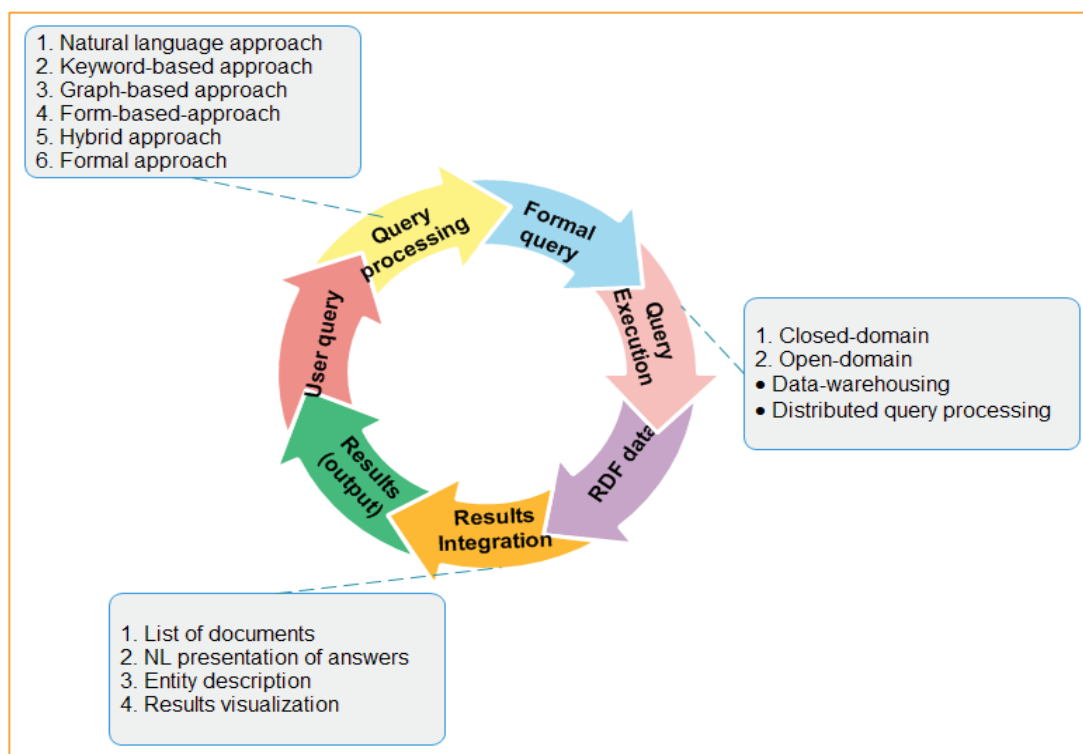 1. Natural language approach
2. Keyword-based approach
3. Graph-based approach
4. Form-based-approach
5. Hybrid approach
6. Formal approach
Query
processing
Formal
query
Query
Execution
1. Closed-domain
2. Open-domain
● Data-warehousing
● Distributed query processing
RDF data
Results
Integration
Results
(output)
User query
1. List of documents
2. NL presentation of answers
3. Entity description
4. Results visualization